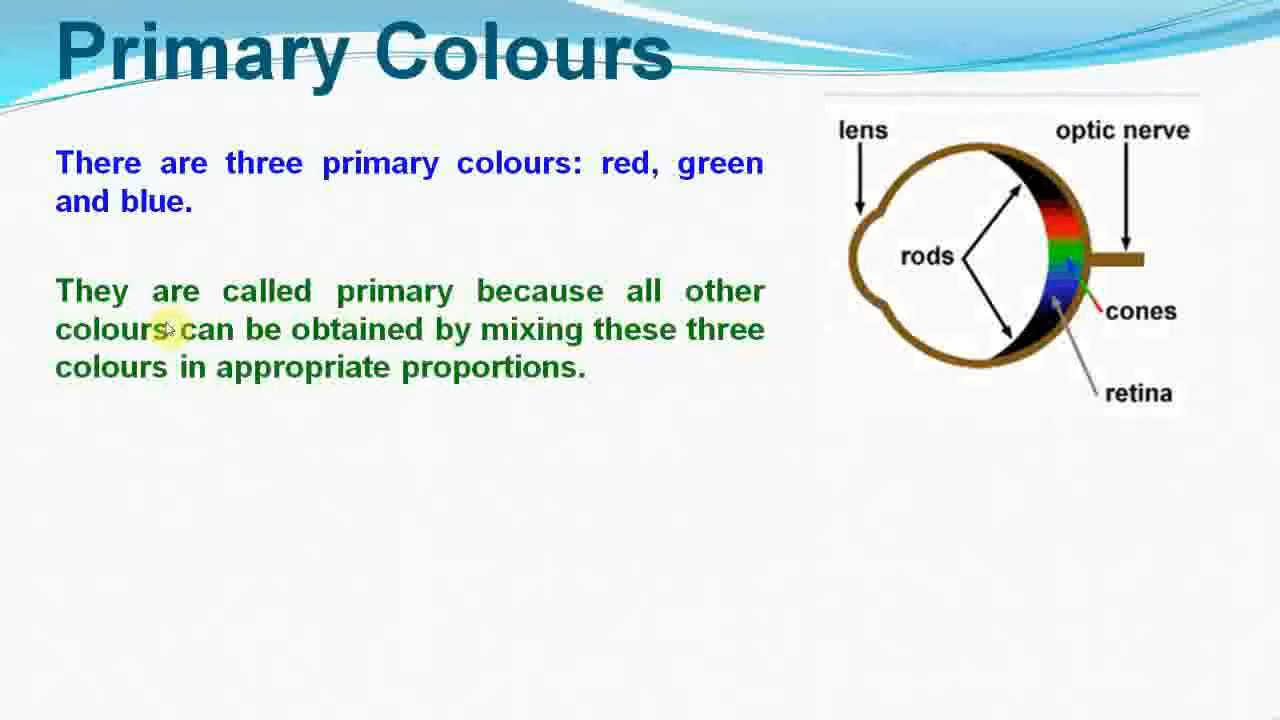 Primary Colours
There are three primary colours: red, green
and blue.
They are called primary because all other
colours can be obtained by mixing these three
colours in appropriate proportions.
lens
optic nerve
rods
cones
retina